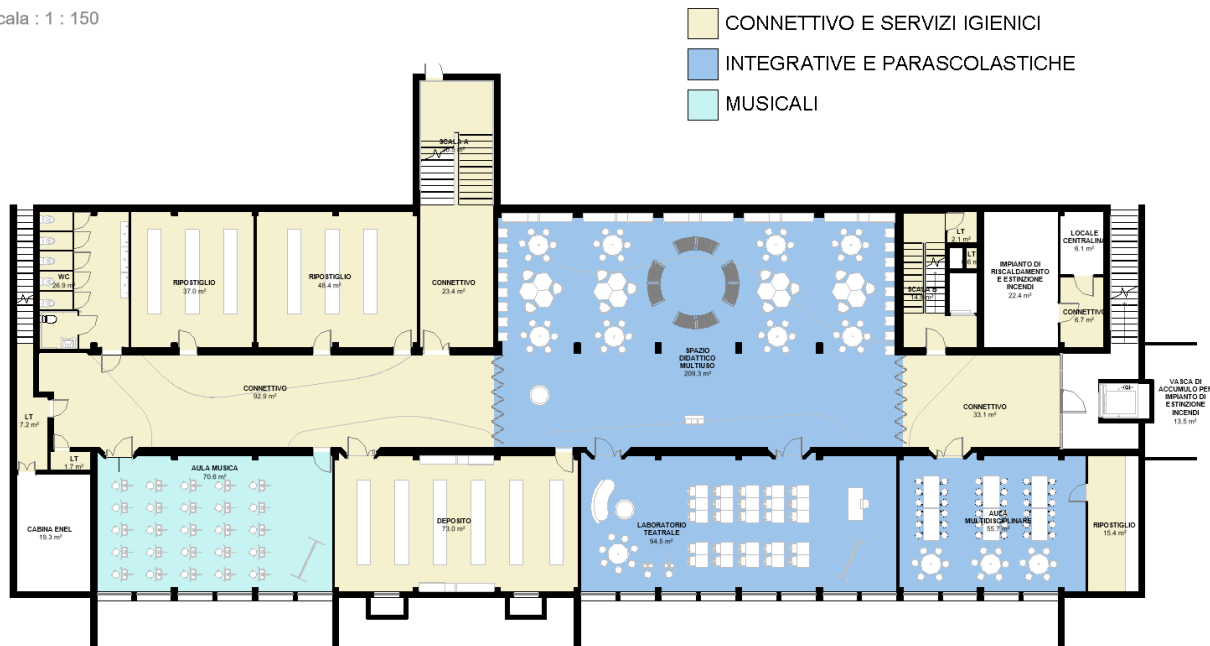 cala : 1 : 150
CONNETTIVO E SERVIZI IGIENICI
INTEGRATIVE E PARASCOLASTICHE
MUSICALI
SCALA A
WC
26.9 m²
RIPOSTIGLIO
37.0 m²
RIPOSTIGLIO
48.4 m²
CONNETTIVO
23.4 m²
SPAZIO
DIDATTICO
MULTIUSO
209.3 m²
SCALA B
LT
2.1 m²
LT
IMPIANTO DI
RISCALDAMENTO
E ESTINZIONE
INCENDI
22.4 m²
LOCALE
CENTRALINA
6.1 m²
CONNETTIVO
6.7 m²
CONNETTIVO
92.9 m²
CONNETTIVO
33.1 m²
VASCA DI
ACCUMULO PER
IMPIANTO DI
ESTINZIONE
INCENDI
13.5 m²
LT
7.2 m²
LT
1.7 m²
CABINA ENEL
19.3 m²
AULA MUSICA
70.6 m²
DEPOSITO
73.0 m²
LABORATORIO
TEATRALE
94.5 m²
AULA
MULTIDISCIPLINARE
55.7 m²
RIPOSTIGLIO
15.4 m²